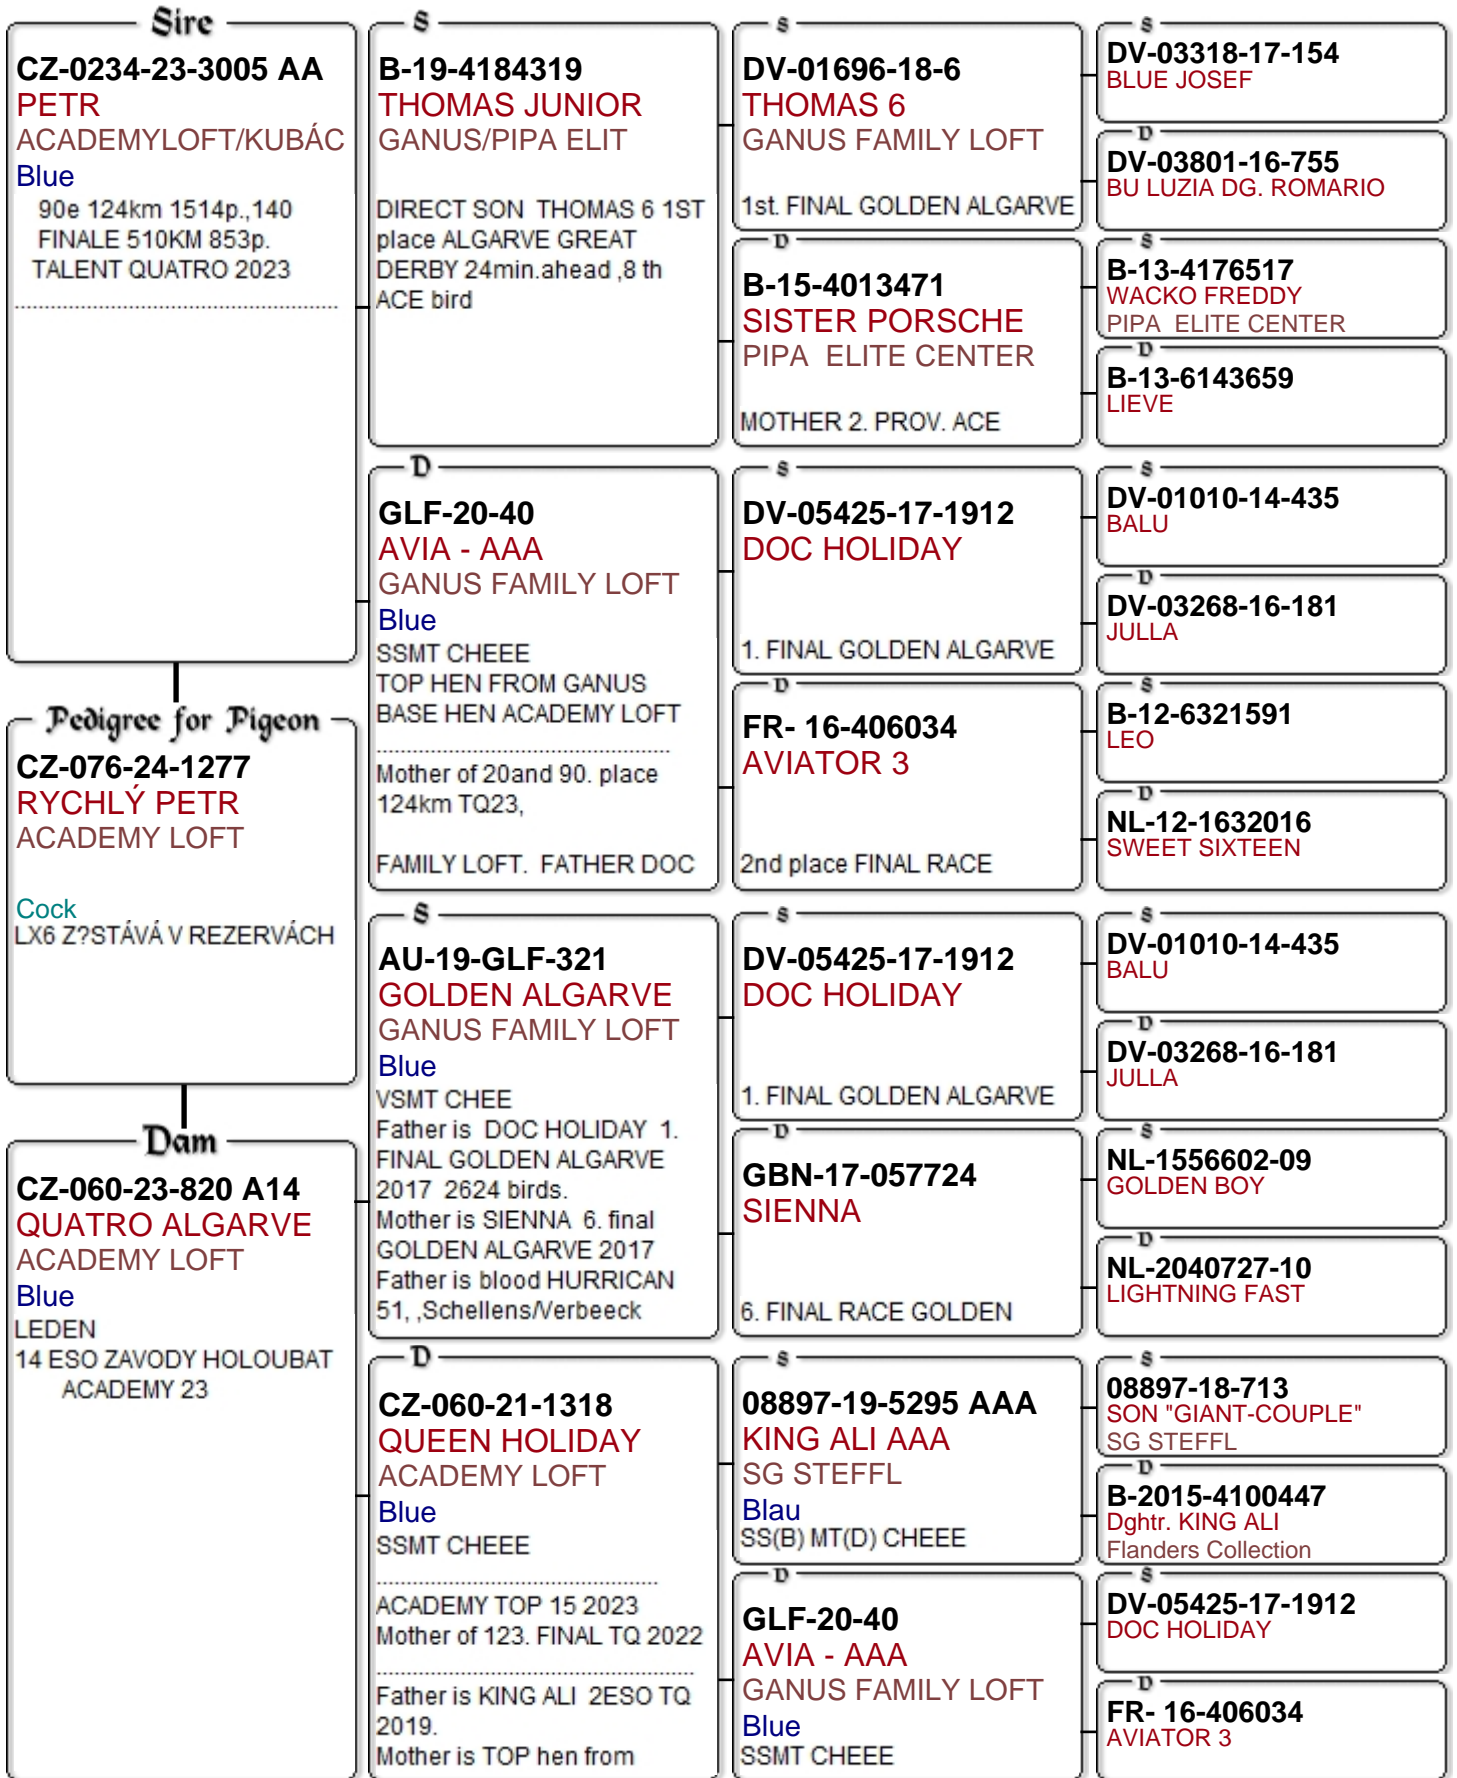 Sire
CZ-0234-23-3005 AA
PETR
ACADEMYLOFT/KUBÁC
Blue
90e 124km 1514p.,140
FINALE 510KM 853p.
TALENT QUATRO 2023
Pedigree for Pigeon
CZ-076-24-1277
RYCHLÝ PETR
ACADEMY LOFT
Cock
LX6 Z?STÁVÁ V REZERVÁCH
Dam
CZ-060-23-820 A14
QUATRO ALGARVE
ACADEMY LOFT
Blue
LEDEN
14 ESO ZAVODY HOLOUBAT
ACADEMY 23
S
B-19-4184319
THOMAS JUNIOR
GANUS/PIPA ELIT
DIRECT SON THOMAS 6 1ST
place ALGARVE GREAT
DERBY 24min.ahead ,8 th
ACE bird
D
GLF-20-40
AVIA - AAA
GANUS FAMILY LOFT
Blue
SSMT CHEEE
TOP HEN FROM GANUS
BASE HEN ACADEMY LOFT
Mother of 20and 90. place
124km TQ23,
FAMILY LOFT. FATHER DOC
S
AU-19-GLF-321
GOLDEN ALGARVE
GANUS FAMILY LOFT
Blue
VSMT CHEE
Father is DOC HOLIDAY 1.
FINAL GOLDEN ALGARVE
2017 2624 birds.
Mother is SIENNA 6. final
GOLDEN ALGARVE 2017
Father is blood HURRICAN
51, ,Schellens/Verbeeck
D
CZ-060-21-1318
QUEEN HOLIDAY
ACADEMY LOFT
Blue
SSMT CHEEE
ACADEMY TOP 15 2023
Mother of 123. FINAL TQ 2022
Father is KING ALI 2ESO TQ
2019.
Mother is TOP hen from
S
DV-01696-18-6
THOMAS 6
GANUS FAMILY LOFT
1st. FINAL GOLDEN ALGARVE
D
B-15-4013471
SISTER PORSCHE
PIPA ELITE CENTER
MOTHER 2. PROV. ACE
S
DV-05425-17-1912
DOC HOLIDAY
1. FINAL GOLDEN ALGARVE
D
FR- 16-406034
AVIATOR 3
2nd place FINAL RACE
S
DV-05425-17-1912
DOC HOLIDAY
1. FINAL GOLDEN ALGARVE
D
GBN-17-057724
SIENNA
6. FINAL RACE GOLDEN
S
08897-19-5295 AAA
KING ALI AAA
SG STEFFL
Blau
SS(B) MT(D) CHEEE
D
GLF-20-40
AVIA - AAA
GANUS FAMILY LOFT
Blue
SSMT CHEEE
S
DV-03318-17-154
BLUE JOSEF
D
DV-03801-16-755
BU LUZIA DG. ROMARIO
S
B-13-4176517
WACKO FREDDY
PIPA ELITE CENTER
D
B-13-6143659
LIEVE
S
DV-01010-14-435
BALU
D
DV-03268-16-181
JULLA
S
B-12-6321591
LEO
D
NL-12-1632016
SWEET SIXTEEN
S
DV-01010-14-435
BALU
D
DV-03268-16-181
JULLA
S
NL-1556602-09
GOLDEN BOY
D
NL-2040727-10
LIGHTNING FAST
S
08897-18-713
SON "GIANT-COUPLE"
SG STEFFL
D
B-2015-4100447
Dghtr. KING ALI
Flanders Collection
S
DV-05425-17-1912
DOC HOLIDAY
D
FR- 16-406034
AVIATOR 3